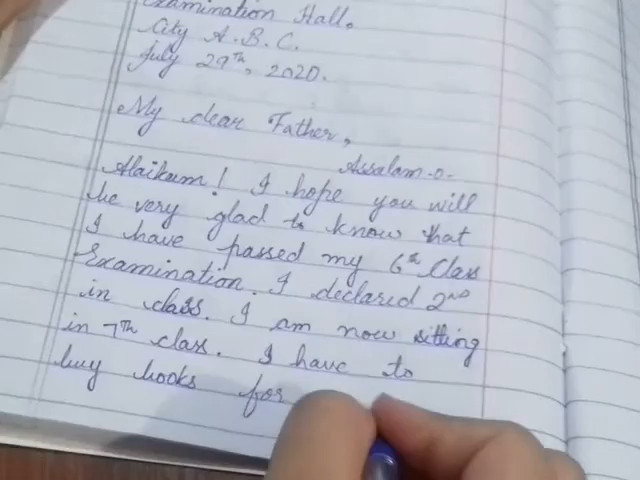 Examination Hall.
City A.B.C.
July 29th, 2020.
My dear Father,
Assalam-o-
Alaikum! I hope you will
be very glad to know that
I have passed my 6th Class
Examination. I declared 2nd
in class. I am now sitting
in 7th class. I have to
buy books for